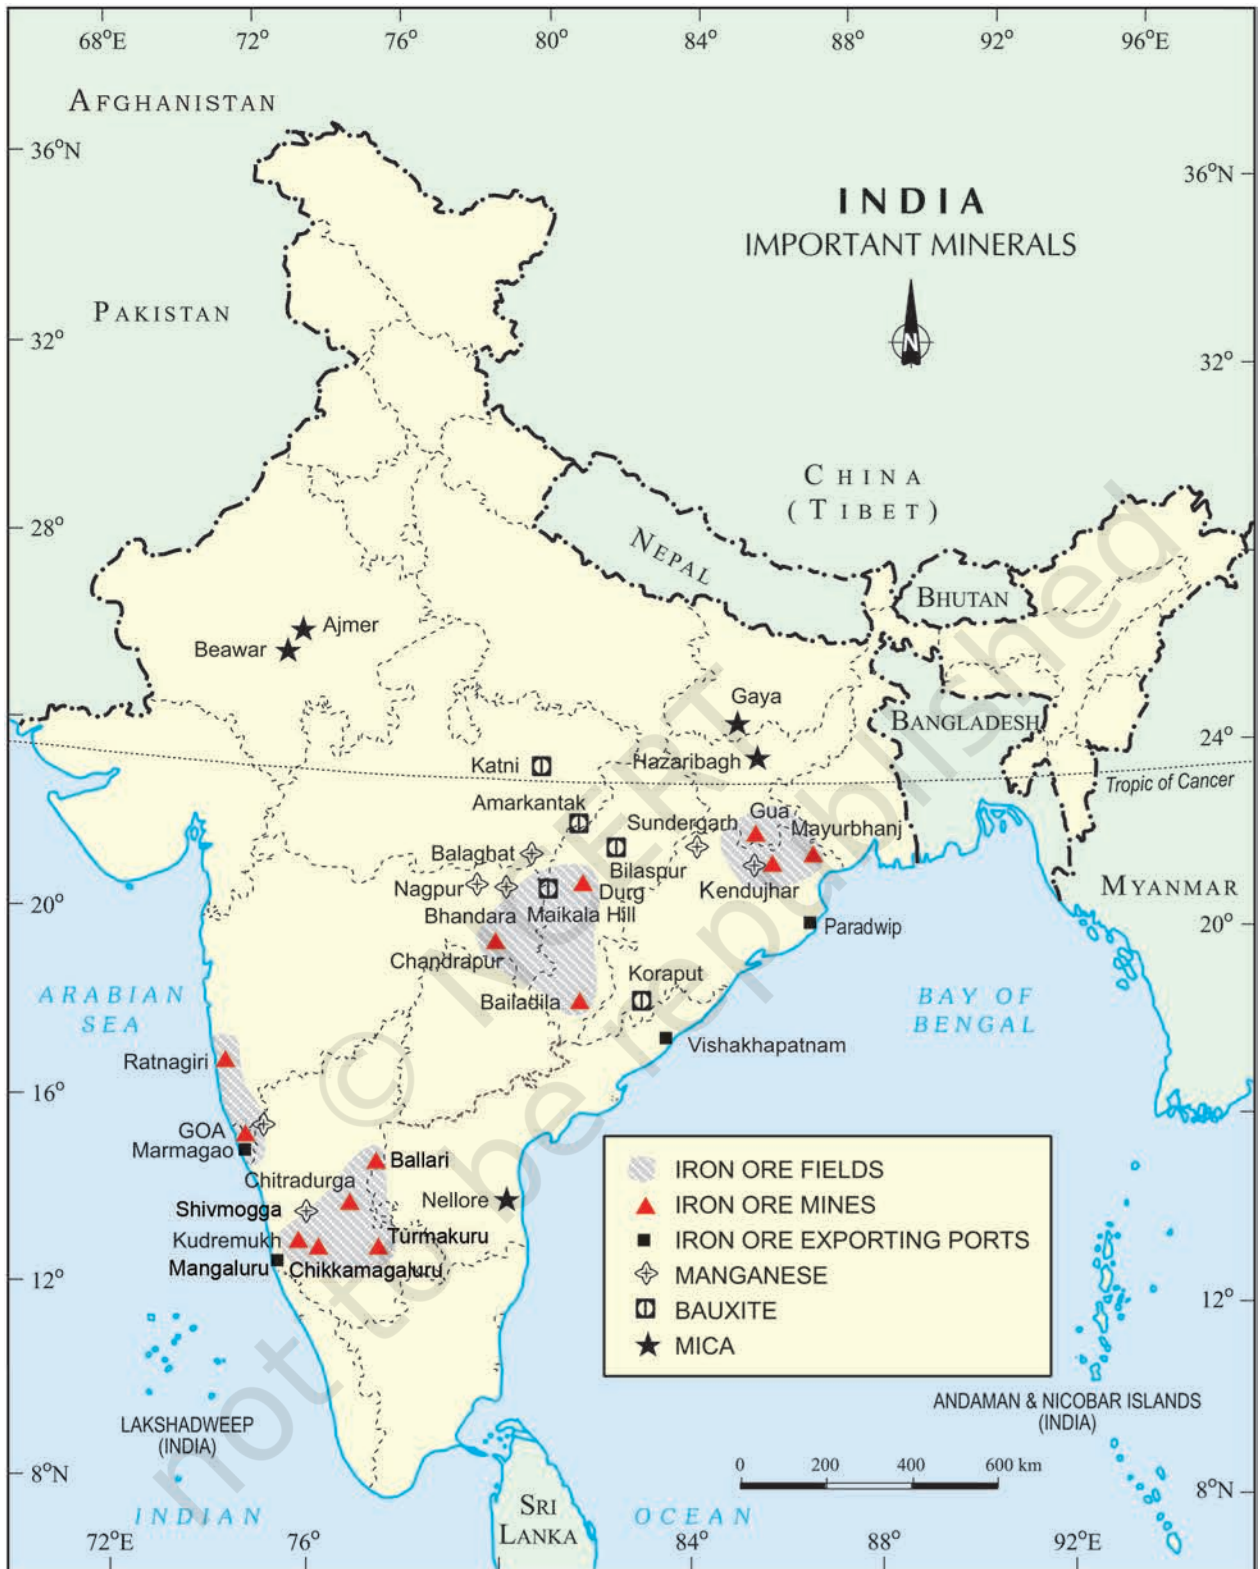 68°E 72° 76° 80° 84° 88° 92° 96°E
AFGHANISTAN
36°N
36°N
INDIA
IMPORTANT MINERALS
PAKISTAN
N
32°
32°
CHINA
(TIBET)
28°
NEPAL
BHUTAN
Ajmer
Beawar
Gaya
BANGLADESH
24°
Katni
Hazaribagh
Tropic of Cancer
Amarkantak
Sundergarh
Gua
Mayurbhanj
Balaghat
Bilaspur
Nagpur
Durg
Kendujhar
MYANMAR
20°
Bhandara
Maikala Hill
Paradwip
20°
Chandrapur
Koraput
ARABIAN
SEA
Bailadila
BAY OF
BENGAL
Vishakhapatnam
Ratnagiri
16°
GOA
Marmagao
Ballari
Chitradurga
Shivmogga
Nellore
Kudremukh
Turmakuru
Mangaluru
Chikkamagaluru
12°
IRON ORE FIELDS
IRON ORE MINES
IRON ORE EXPORTING PORTS
MANGANESE
BAUXITE
MICA
12°
LAKSHADWEEP
(INDIA)
ANDAMAN & NICOBAR ISLANDS
(INDIA)
8°N
0 200 400 600 km
8°N
INDIAN
OCEAN
SRI
LANKA
72°E 76° 84° 88° 92°E
© NCERT
not to be republished